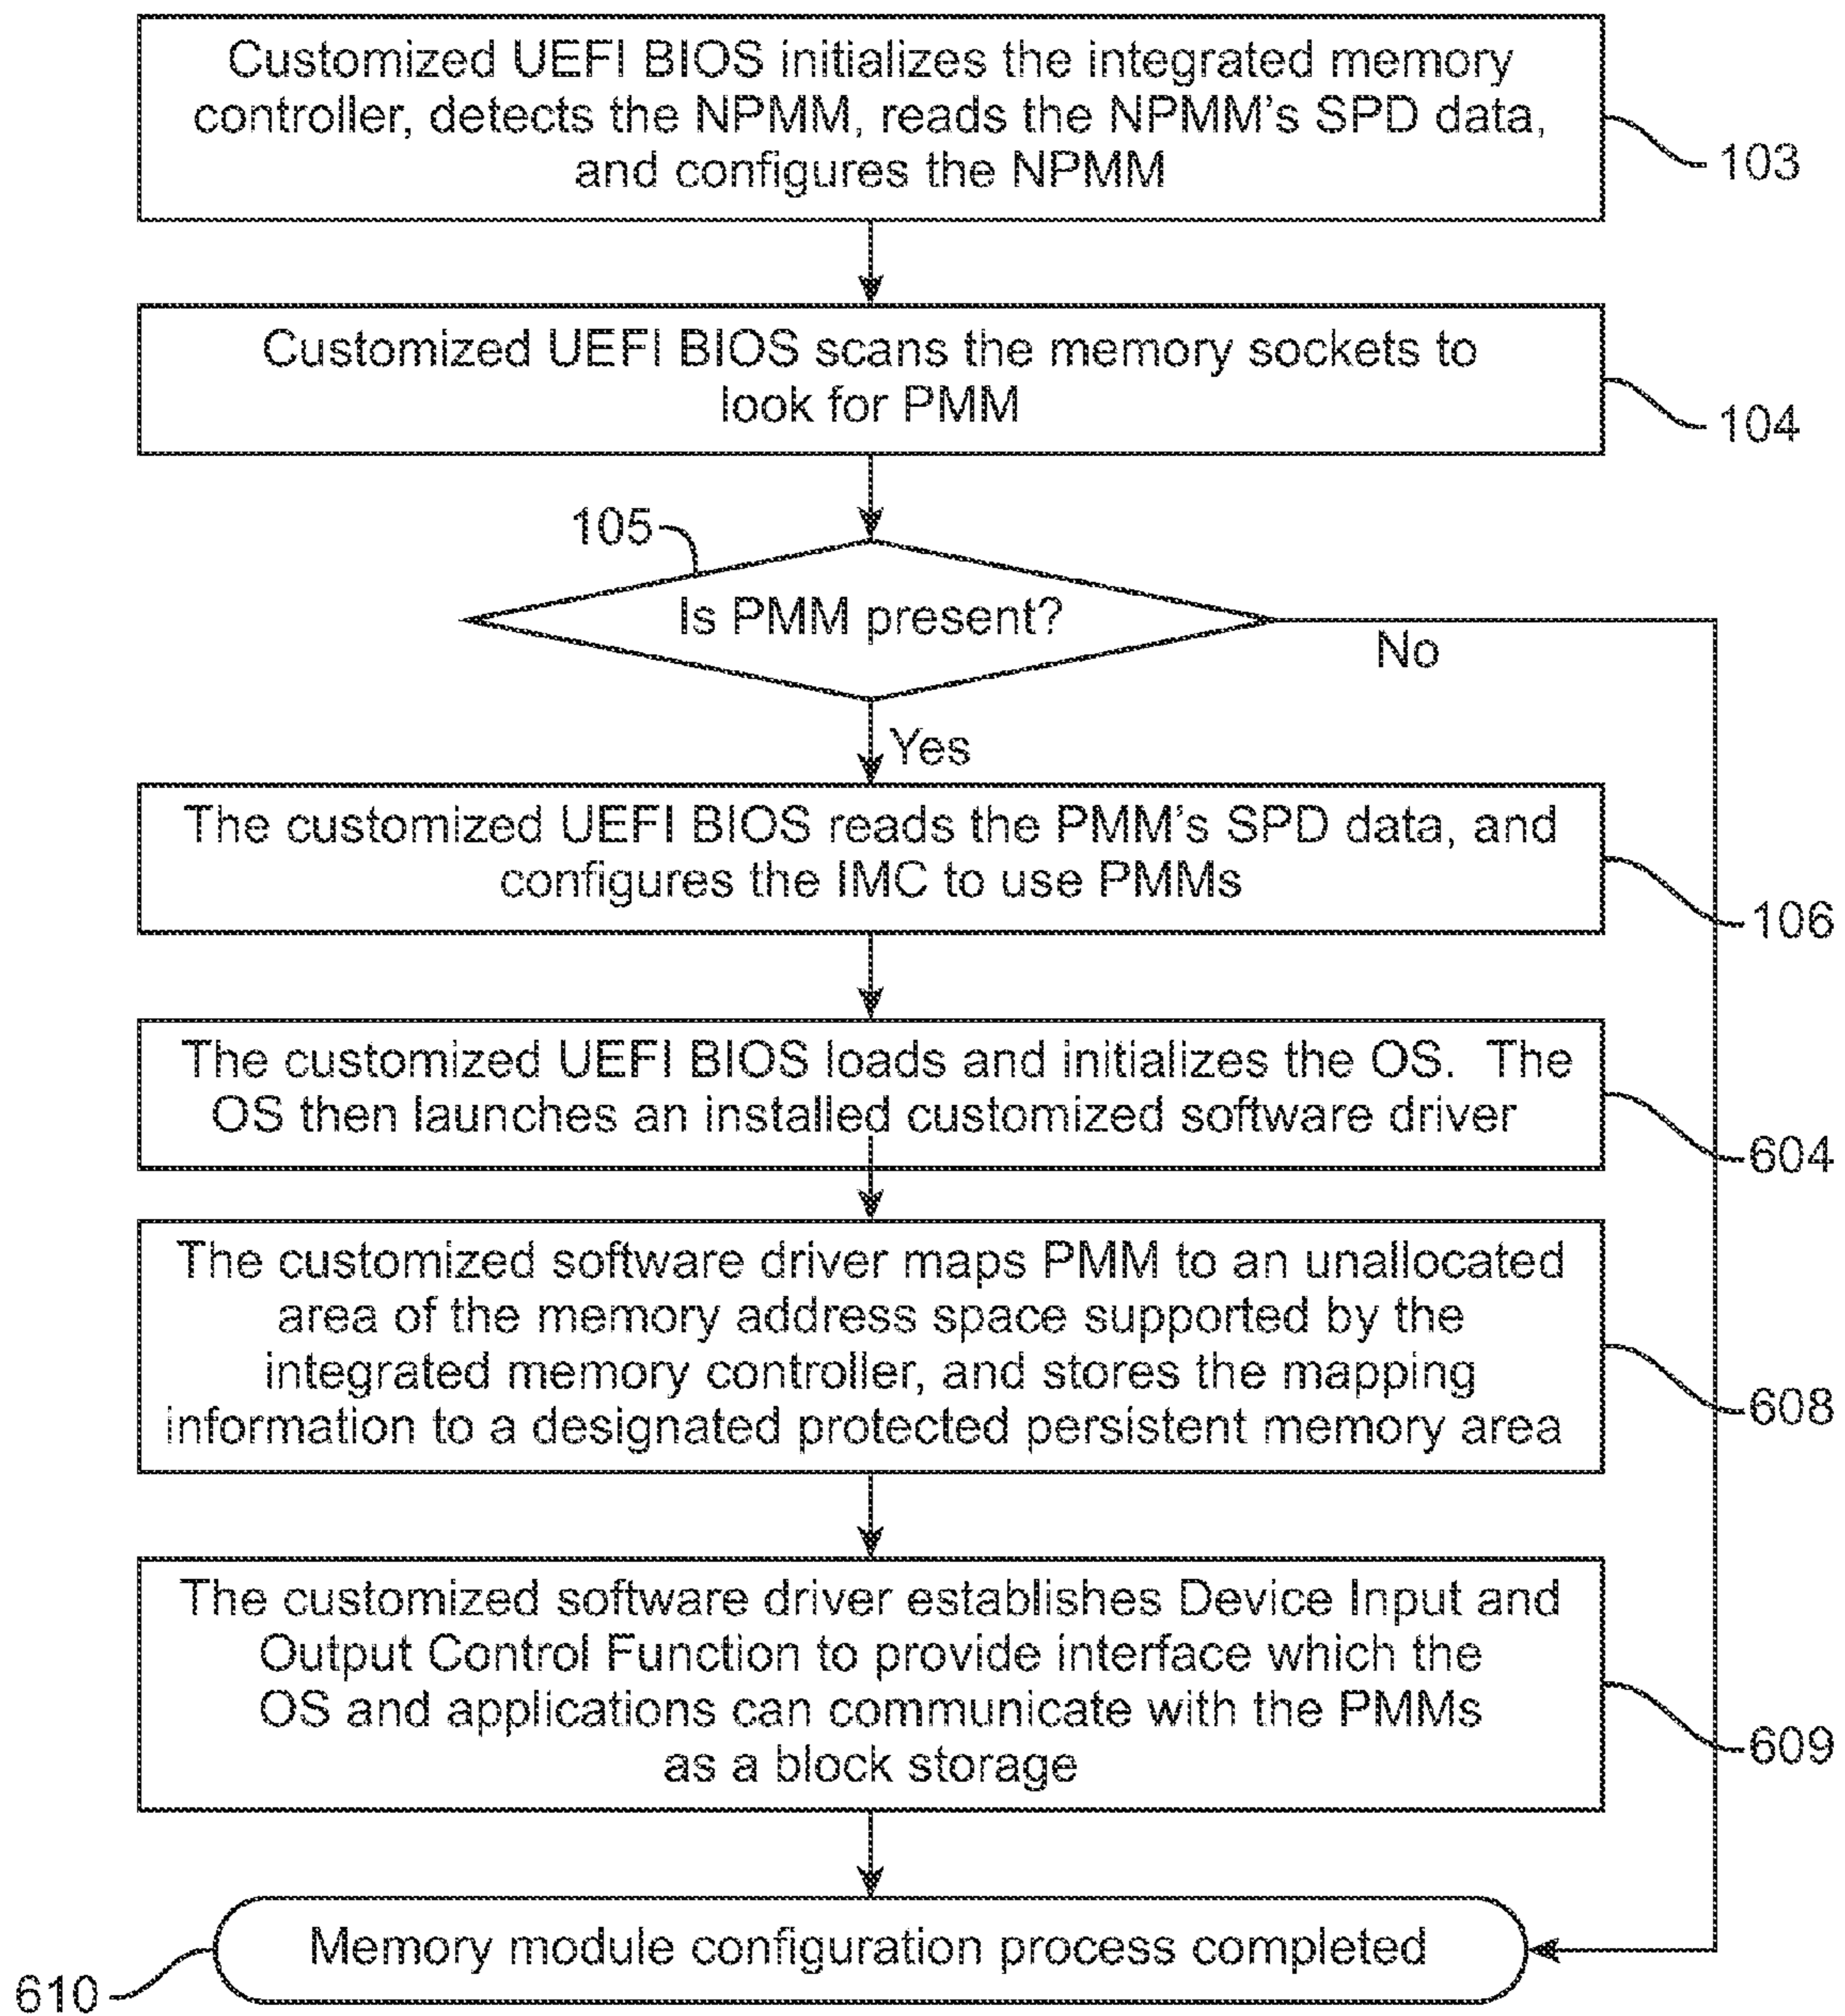 Customized UEFI BIOS initializes the integrated memory
controller, detects the NPMM, reads the NPMM's SPD data,
and configures the NPMM
103
Customized UEFI BIOS scans the memory sockets to
look for PMM
104
105
Is PMM present?
No
Yes
The customized UEFI BIOS reads the PMM's SPD data, and
configures the IMC to use PMMs
106
The customized UEFI BIOS loads and initializes the OS. The
OS then launches an installed customized software driver
604
The customized software driver maps PMM to an unallocated
area of the memory address space supported by the
integrated memory controller, and stores the mapping
information to a designated protected persistent memory area
608
The customized software driver establishes Device Input and
Output Control Function to provide interface which the
OS and applications can communicate with the PMMs
as a block storage
609
Memory module configuration process completed
610